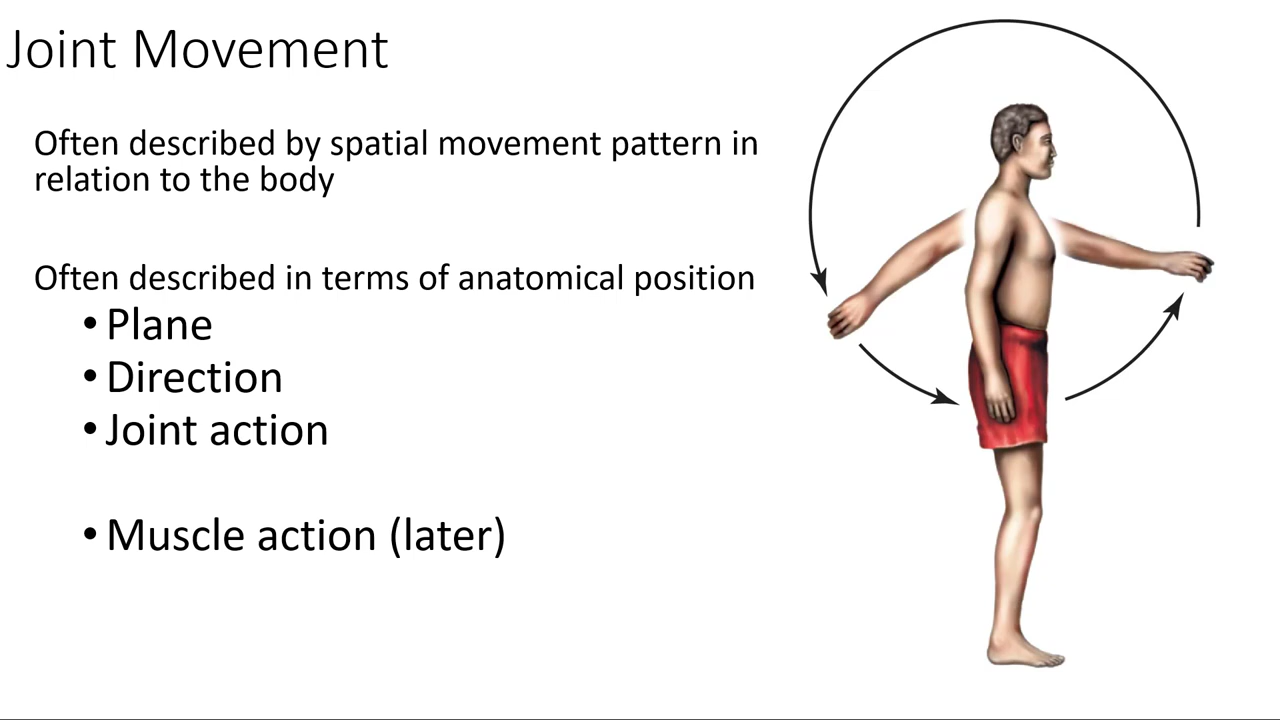 Joint Movement
Often described by spatial movement pattern in
relation to the body
Often described in terms of anatomical position
• Plane
• Direction
• Joint action
• Muscle action (later)